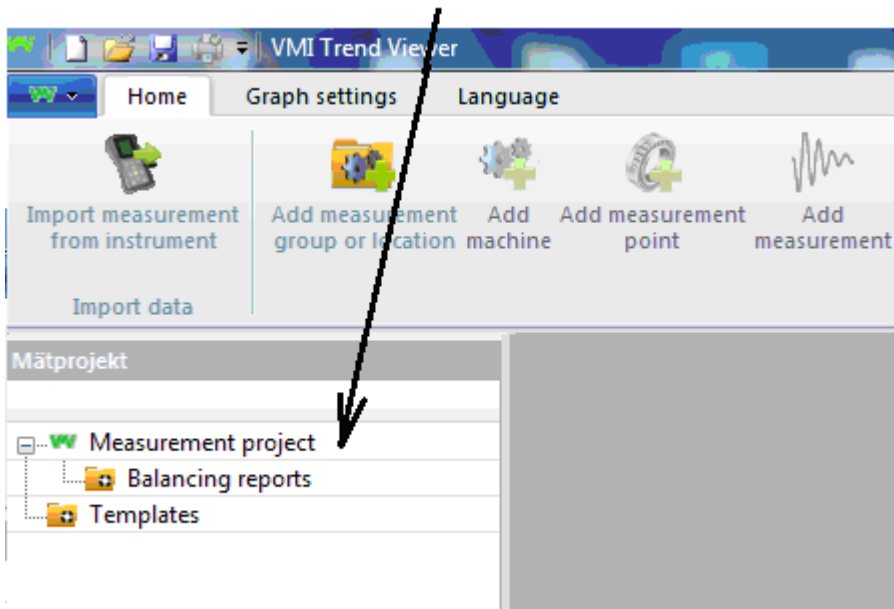 VMI Trend Viewer
Home Graph settings Language
Import measurement from instrument
Add measurement group or location
Add machine
Add measurement point
Add measurement
Import data
Mätprojekt
Measurement project
Balancing reports
Templates